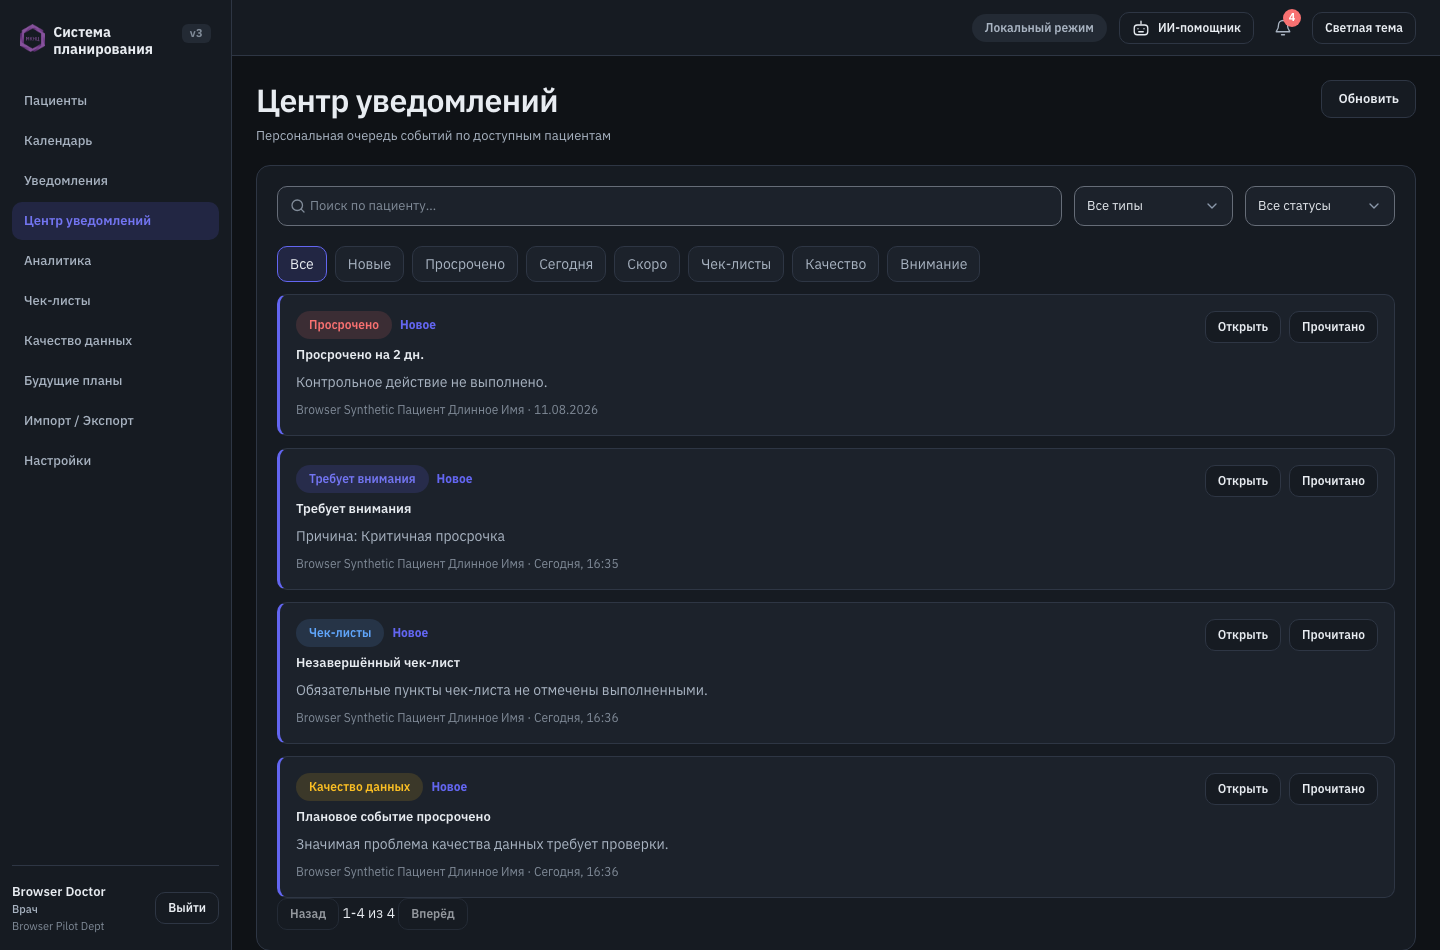 Система
планирования
v3
Пациенты
Календарь
Уведомления
Центр уведомлений
Аналитика
Чек-листы
Качество данных
Будущие планы
Импорт / Экспорт
Настройки
Browser Doctor
Врач
Browser Pilot Dept
Выйти
Локальный режим
ИИ-помощник
4
Светлая тема
Центр уведомлений
Персональная очередь событий по доступным пациентам
Обновить
Поиск по пациенту...
Все типы
Все статусы
Все Новые Просрочено Сегодня Скоро Чек-листы Качество Внимание
Просрочено Новое
Открыть Прочитано
Просрочено на 2 дн.
Контрольное действие не выполнено.
Browser Synthetic Пациент Длинное Имя · 11.08.2026
Требует внимания Новое
Открыть Прочитано
Требует внимания
Причина: Критичная просрочка
Browser Synthetic Пациент Длинное Имя · Сегодня, 16:35
Чек-листы Новое
Открыть Прочитано
Незавершённый чек-лист
Обязательные пункты чек-листа не отмечены выполненными.
Browser Synthetic Пациент Длинное Имя · Сегодня, 16:36
Качество данных Новое
Открыть Прочитано
Плановое событие просрочено
Значимая проблема качества данных требует проверки.
Browser Synthetic Пациент Длинное Имя · Сегодня, 16:36
Назад 1-4 из 4 Вперёд